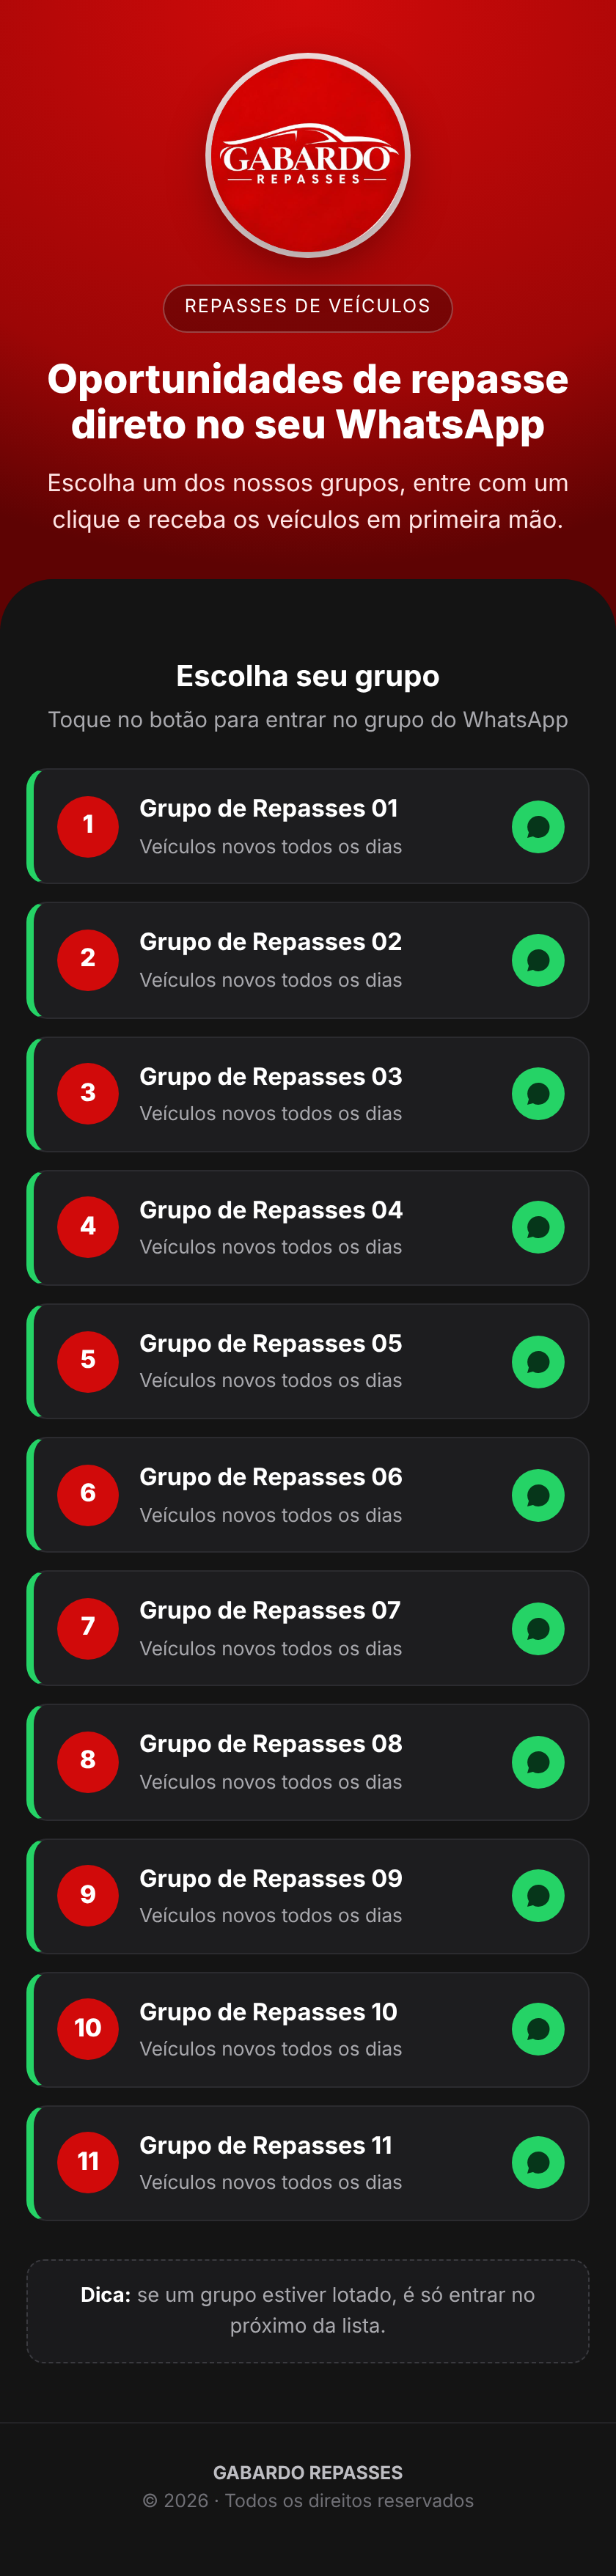 GABARDO
REPASSES
REPASSES DE VEÍCULOS
Oportunidades de repasse
direto no seu WhatsApp
Escolha um dos nossos grupos, entre com um
clique e receba os veículos em primeira mão.
Escolha seu grupo
Toque no botão para entrar no grupo do WhatsApp
1
Grupo de Repasses 01
Veículos novos todos os dias
2
Grupo de Repasses 02
Veículos novos todos os dias
3
Grupo de Repasses 03
Veículos novos todos os dias
4
Grupo de Repasses 04
Veículos novos todos os dias
5
Grupo de Repasses 05
Veículos novos todos os dias
6
Grupo de Repasses 06
Veículos novos todos os dias
7
Grupo de Repasses 07
Veículos novos todos os dias
8
Grupo de Repasses 08
Veículos novos todos os dias
9
Grupo de Repasses 09
Veículos novos todos os dias
10
Grupo de Repasses 10
Veículos novos todos os dias
11
Grupo de Repasses 11
Veículos novos todos os dias
Dica: se um grupo estiver lotado, é só entrar no
próximo da lista.
GABARDO REPASSES
© 2026 · Todos os direitos reservados